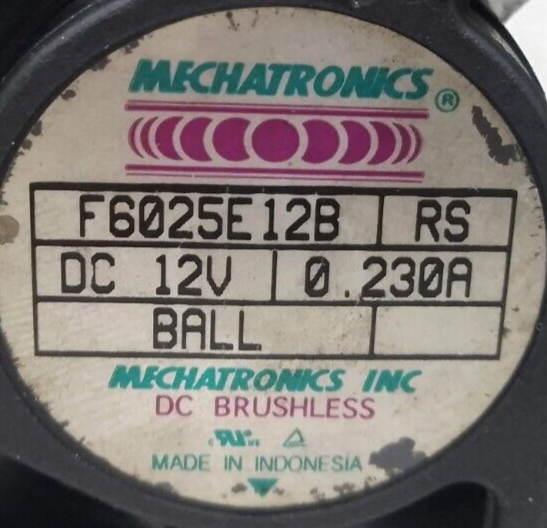 MECHATRONICS®
F6025E12B RS
DC 12V 0.230A
BALL
MECHATRONICS INC
DC BRUSHLESS
MADE IN INDONESIA